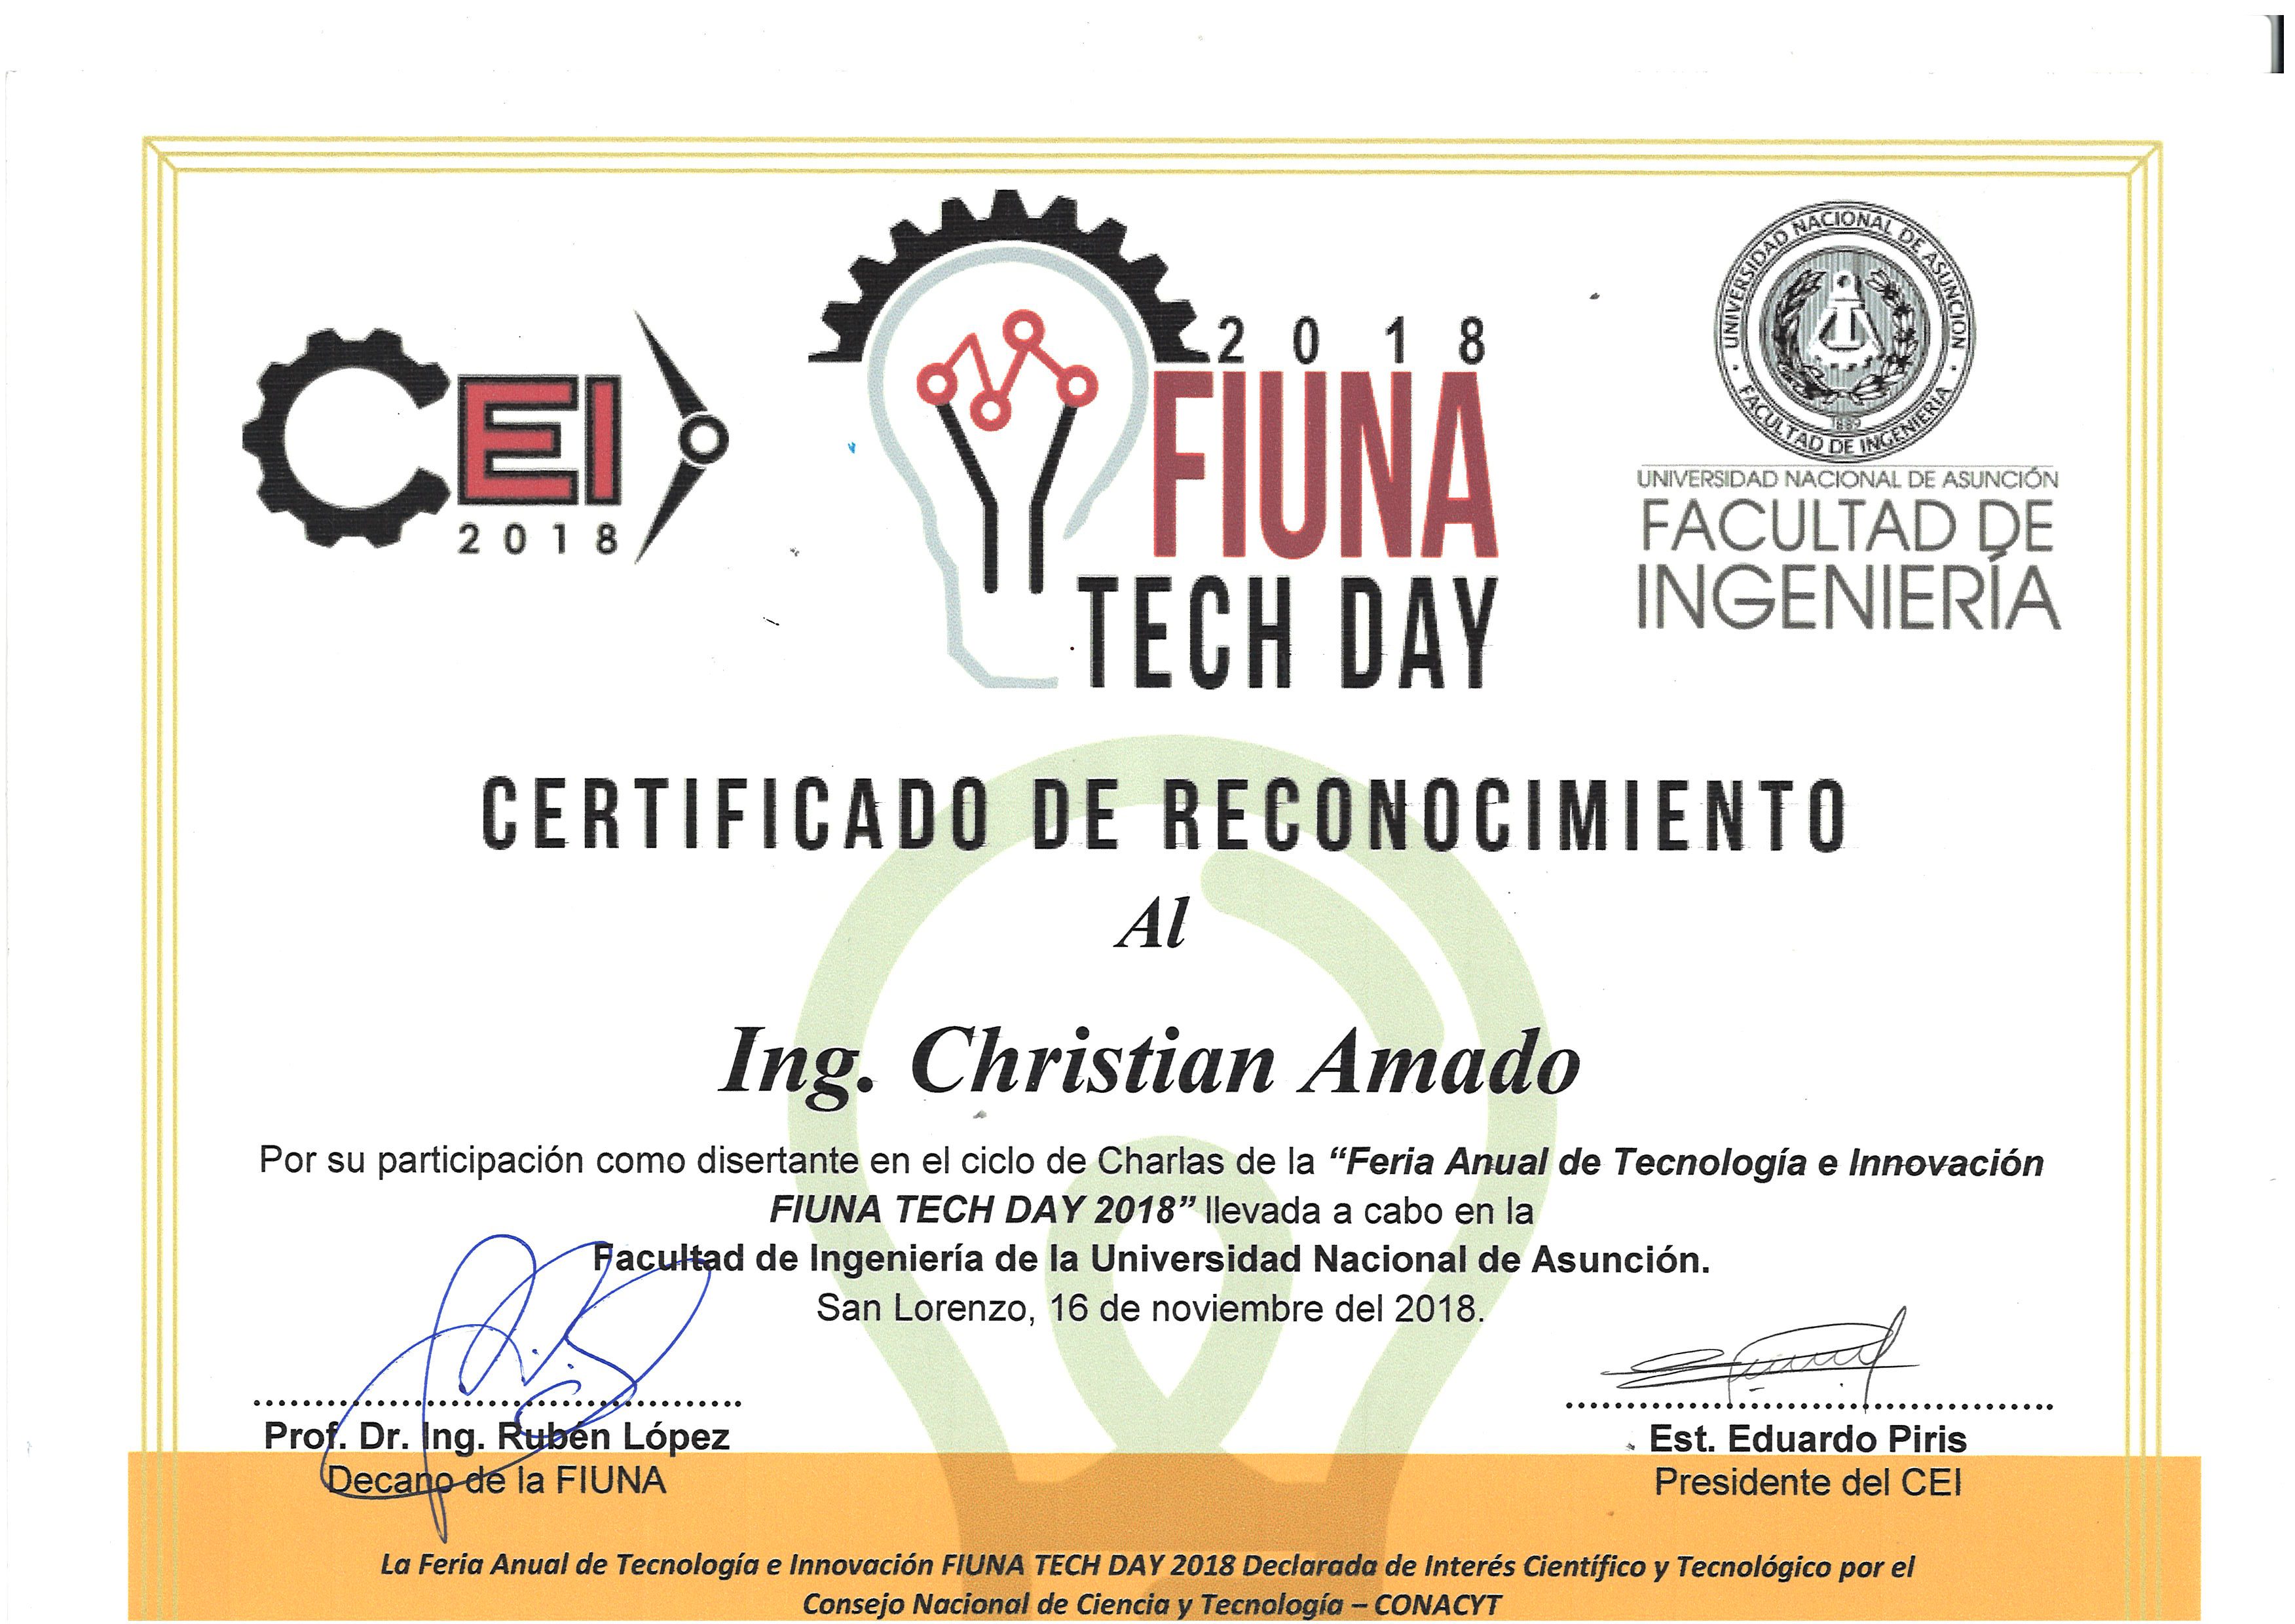 CEI
2018
2018
FIUNA
TECH DAY
UNIVERSIDAD NACIONAL DE ASUNCION
FACULTAD DE INGENIERIA
1889
UNIVERSIDAD NACIONAL DE ASUNCIÓN
FACULTAD DE
INGENIERÍA
CERTIFICADO DE RECONOCIMIENTO
Al
Ing. Christian Amado
Por su participación como disertante en el ciclo de Charlas de la “Feria Anual de Tecnología e Innovación
FIUNA TECH DAY 2018” llevada a cabo en la
Facultad de Ingeniería de la Universidad Nacional de Asunción.
San Lorenzo, 16 de noviembre del 2018.
Prof. Dr. Ing. Rubén López
Decano de la FIUNA
Est. Eduardo Piris
Presidente del CEI
La Feria Anual de Tecnología e Innovación FIUNA TECH DAY 2018 Declarada de Interés Científico y Tecnológico por el
Consejo Nacional de Ciencia y Tecnología – CONACYT